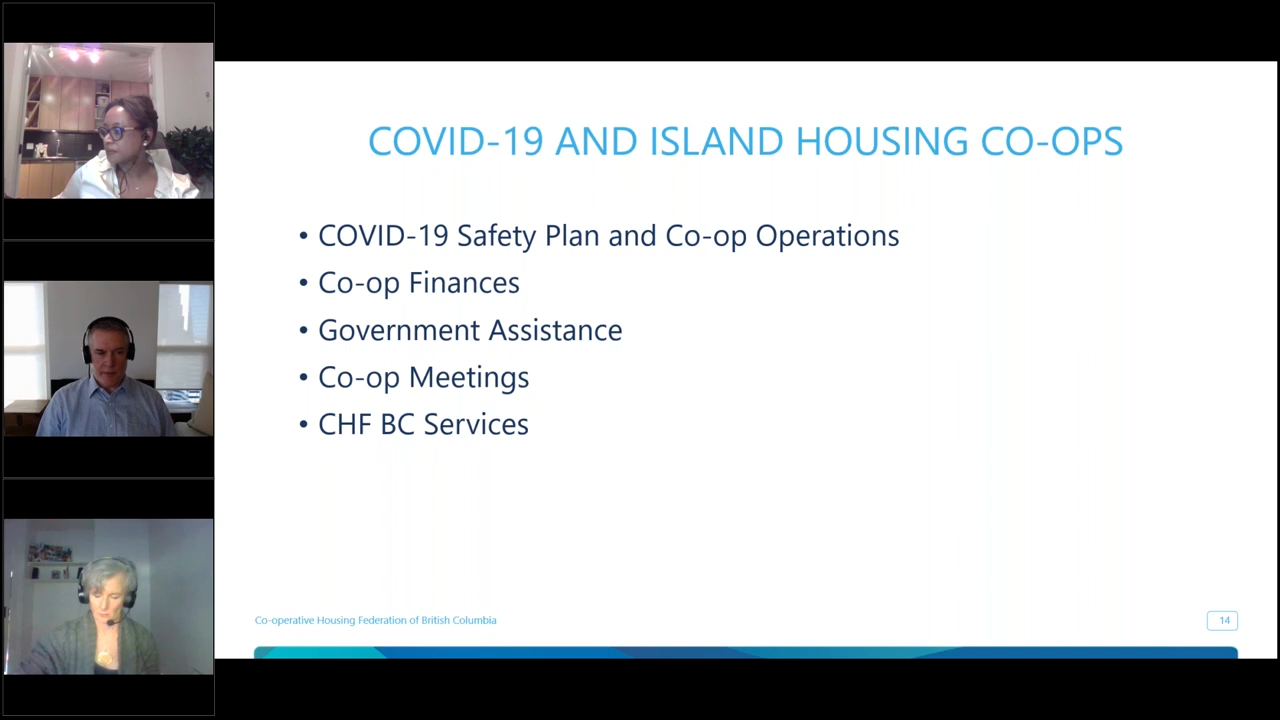 COVID-19 AND ISLAND HOUSING CO-OPS
• COVID-19 Safety Plan and Co-op Operations
• Co-op Finances
• Government Assistance
• Co-op Meetings
• CHF BC Services
Co-operative Housing Federation of British Columbia
14